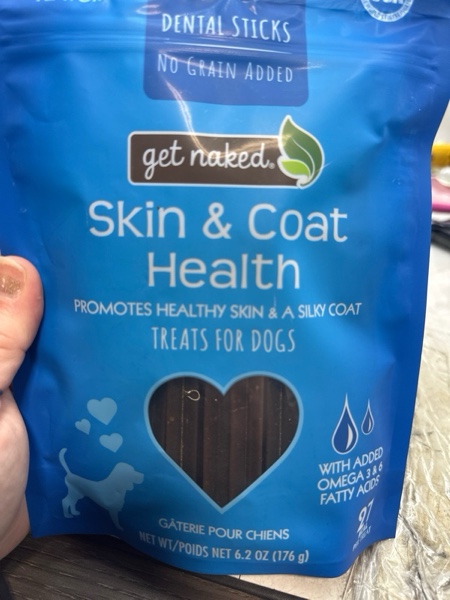 DENTAL STICKS
NO GRAIN ADDED
get naked®
Skin & Coat
Health
PROMOTES HEALTHY SKIN & A SILKY COAT
TREATS FOR DOGS
WITH ADDED
OMEGA 3 & 6
FATTY ACIDS
97
GÂTERIE POUR CHIENS
NET WT/POIDS NET 6.2 OZ (176 g)